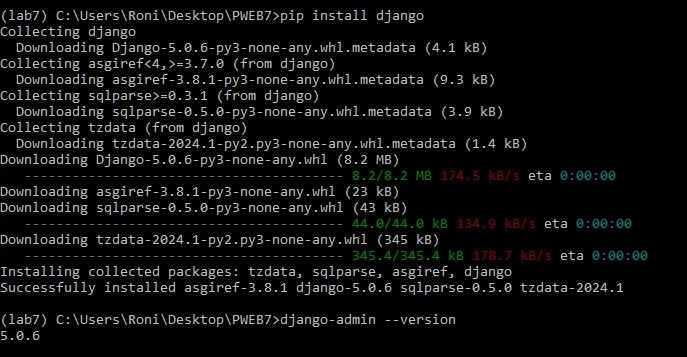 (lab7) C:\Users\Roni\Desktop\PWEB7>pip install django
Collecting django
  Downloading Django-5.0.6-py3-none-any.whl.metadata (4.1 kB)
Collecting asgiref<4,>=3.7.0 (from django)
  Downloading asgiref-3.8.1-py3-none-any.whl.metadata (9.3 kB)
Collecting sqlparse>=0.3.1 (from django)
  Downloading sqlparse-0.5.0-py3-none-any.whl.metadata (3.9 kB)
Collecting tzdata (from django)
  Downloading tzdata-2024.1-py2.py3-none-any.whl.metadata (1.4 kB)
Downloading Django-5.0.6-py3-none-any.whl (8.2 MB)
   ---------------------------------------- 8.2/8.2 MB 174.5 kB/s eta 0:00:00
Downloading asgiref-3.8.1-py3-none-any.whl (23 kB)
Downloading sqlparse-0.5.0-py3-none-any.whl (43 kB)
   ---------------------------------------- 44.0/44.0 kB 134.9 kB/s eta 0:00:00
Downloading tzdata-2024.1-py2.py3-none-any.whl (345 kB)
   ---------------------------------------- 345.4/345.4 kB 178.7 kB/s eta 0:00:00
Installing collected packages: tzdata, sqlparse, asgiref, django
Successfully installed asgiref-3.8.1 django-5.0.6 sqlparse-0.5.0 tzdata-2024.1
(lab7) C:\Users\Roni\Desktop\PWEB7>django-admin --version
5.0.6